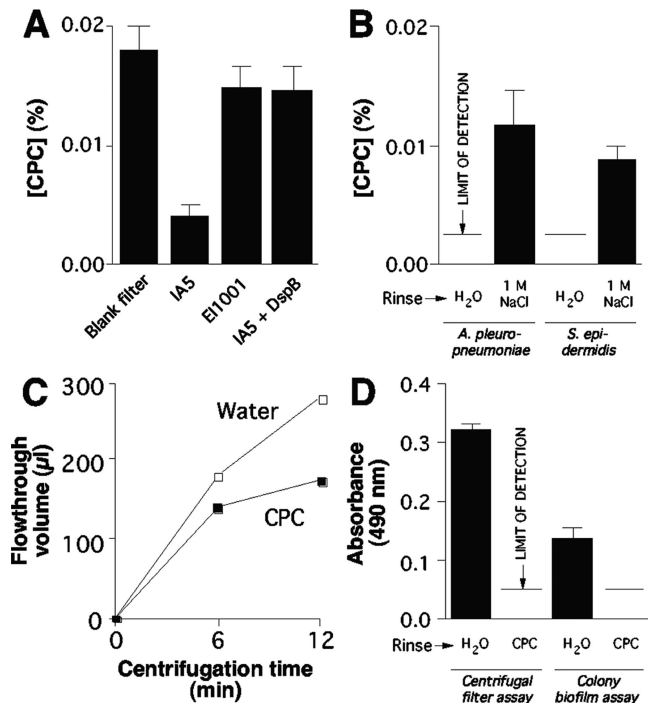 A
[CPC] (%)
0.02
0.01
0.00
Blank filter
IA5
EI1001
IA5 + DspB
B
[CPC] (%)
0.02
0.01
0.00
LIMIT OF DETECTION
Rinse
H2O
1 M
NaCl
H2O
1 M
NaCl
A. pleuro-
pneumoniae
S. epi-
dermidis
C
Flowthrough
volume (µl)
300
200
100
0
Water
CPC
0
6
12
Centrifugation time
(min)
D
Absorbance
(490 nm)
0.4
0.3
0.2
0.1
0.0
LIMIT OF DETECTION
Rinse
H2O
CPC
H2O
CPC
Centrifugal
filter assay
Colony
biofilm assay